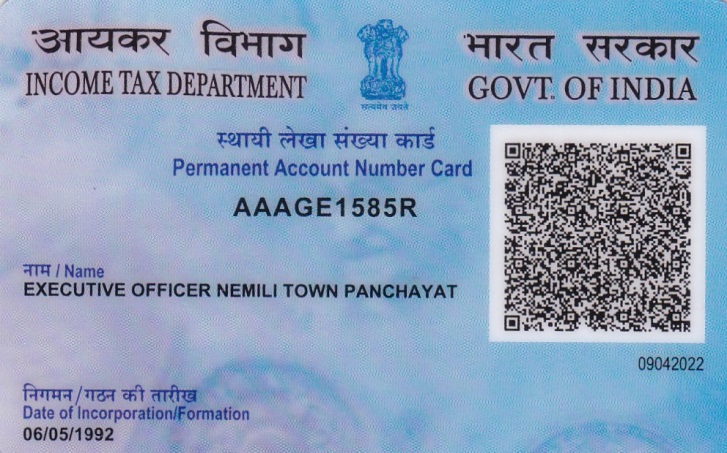 आयकर विभाग
INCOME TAX DEPARTMENT
सत्यमेव जयते
भारत सरकार
GOVT. OF INDIA
स्थायी लेखा संख्या कार्ड
Permanent Account Number Card
AAAGE1585R
नाम / Name
EXECUTIVE OFFICER NEMILI TOWN PANCHAYAT
09042022
निगमन/गठन की तारीख
Date of Incorporation/Formation
06/05/1992